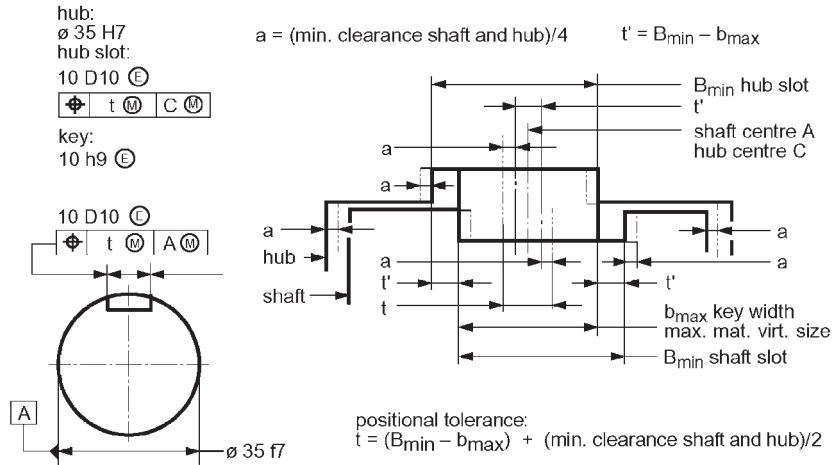 hub:
ø 35 H7
hub slot:
10 D10 Ⓔ
⌖ t Ⓜ C Ⓜ
key:
10 h9 Ⓔ
10 D10 Ⓔ
⌖ t Ⓜ A Ⓜ
A
ø 35 f7
a = (min. clearance shaft and hub)/4
t' = Bmin – bmax
Bmin hub slot
t'
shaft centre A
hub centre C
a
a
a
hub
shaft
a
a
a
t'
t'
t
bmax key width
max. mat. virt. size
Bmin shaft slot
positional tolerance:
t = (Bmin – bmax) + (min. clearance shaft and hub)/2